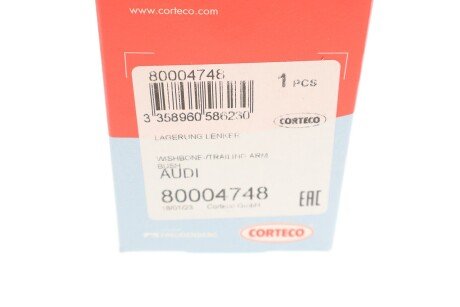 www.corteco.com
80004748
1 PCS
3 358960 586230
CORTECO
LAGERUNG LENKER
WISHBONE-/TRAILING ARM
BUSH
AUDI
80004748
EAC
18/01/23 Corteco GmbH
FREUDENBERG
CORTECO